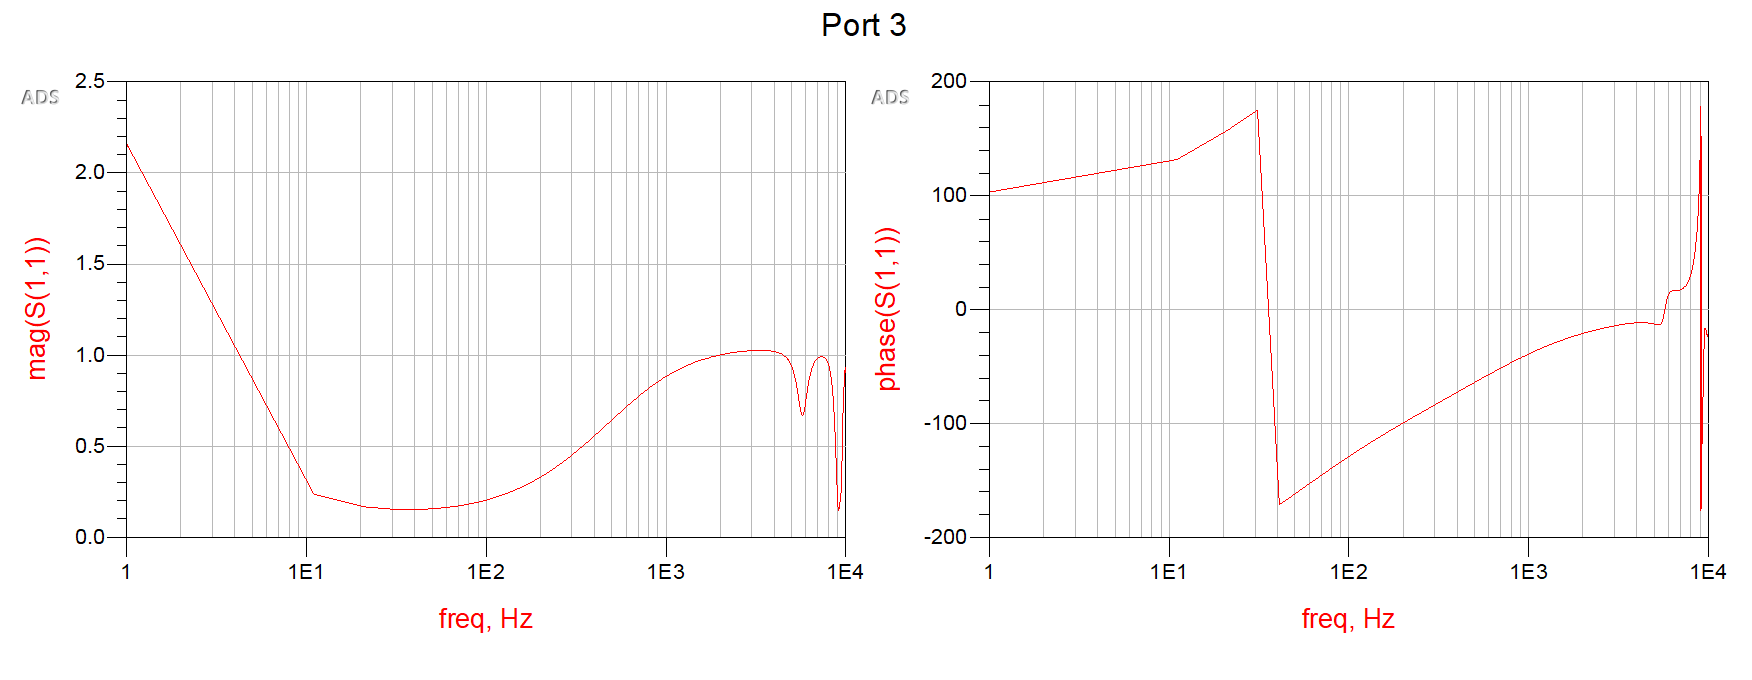 Port 3
ADS
2.5
2.0
1.5
1.0
0.5
0.0
mag(S(1,1))
1
1E1
1E2
1E3
1E4
freq, Hz
ADS
200
100
0
-100
-200
phase(S(1,1))
1
1E1
1E2
1E3
1E4
freq, Hz